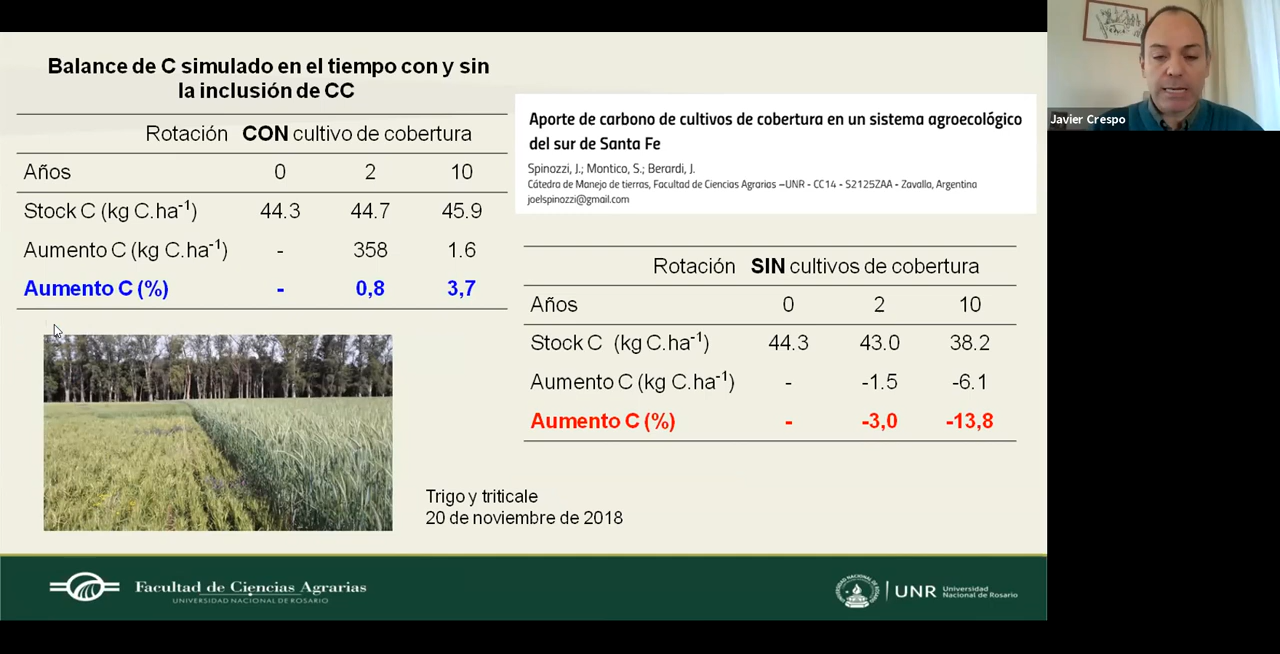 Balance de C simulado en el tiempo con y sin
la inclusión de CC
Rotación CON cultivo de cobertura
Años 0 2 10
Stock C (kg C.ha⁻¹) 44.3 44.7 45.9
Aumento C (kg C.ha⁻¹) - 358 1.6
Aumento C (%) - 0,8 3,7
Aporte de carbono de cultivos de cobertura en un sistema agroecológico
del sur de Santa Fe
Spinozzi, J.; Montico, S.; Berardi, J.
Cátedra de Manejo de tierras, Facultad de Ciencias Agrarias –UNR - CC14 - S2125ZAA - Zavalla, Argentina
joelspinozzi@gmail.com
Rotación SIN cultivos de cobertura
Años 0 2 10
Stock C (kg C.ha⁻¹) 44.3 43.0 38.2
Aumento C (kg C.ha⁻¹) - -1.5 -6.1
Aumento C (%) - -3,0 -13,8
Trigo y triticale
20 de noviembre de 2018
Facultad de Ciencias Agrarias
UNIVERSIDAD NACIONAL DE ROSARIO
UNR Universidad
Nacional de Rosario
Javier Crespo